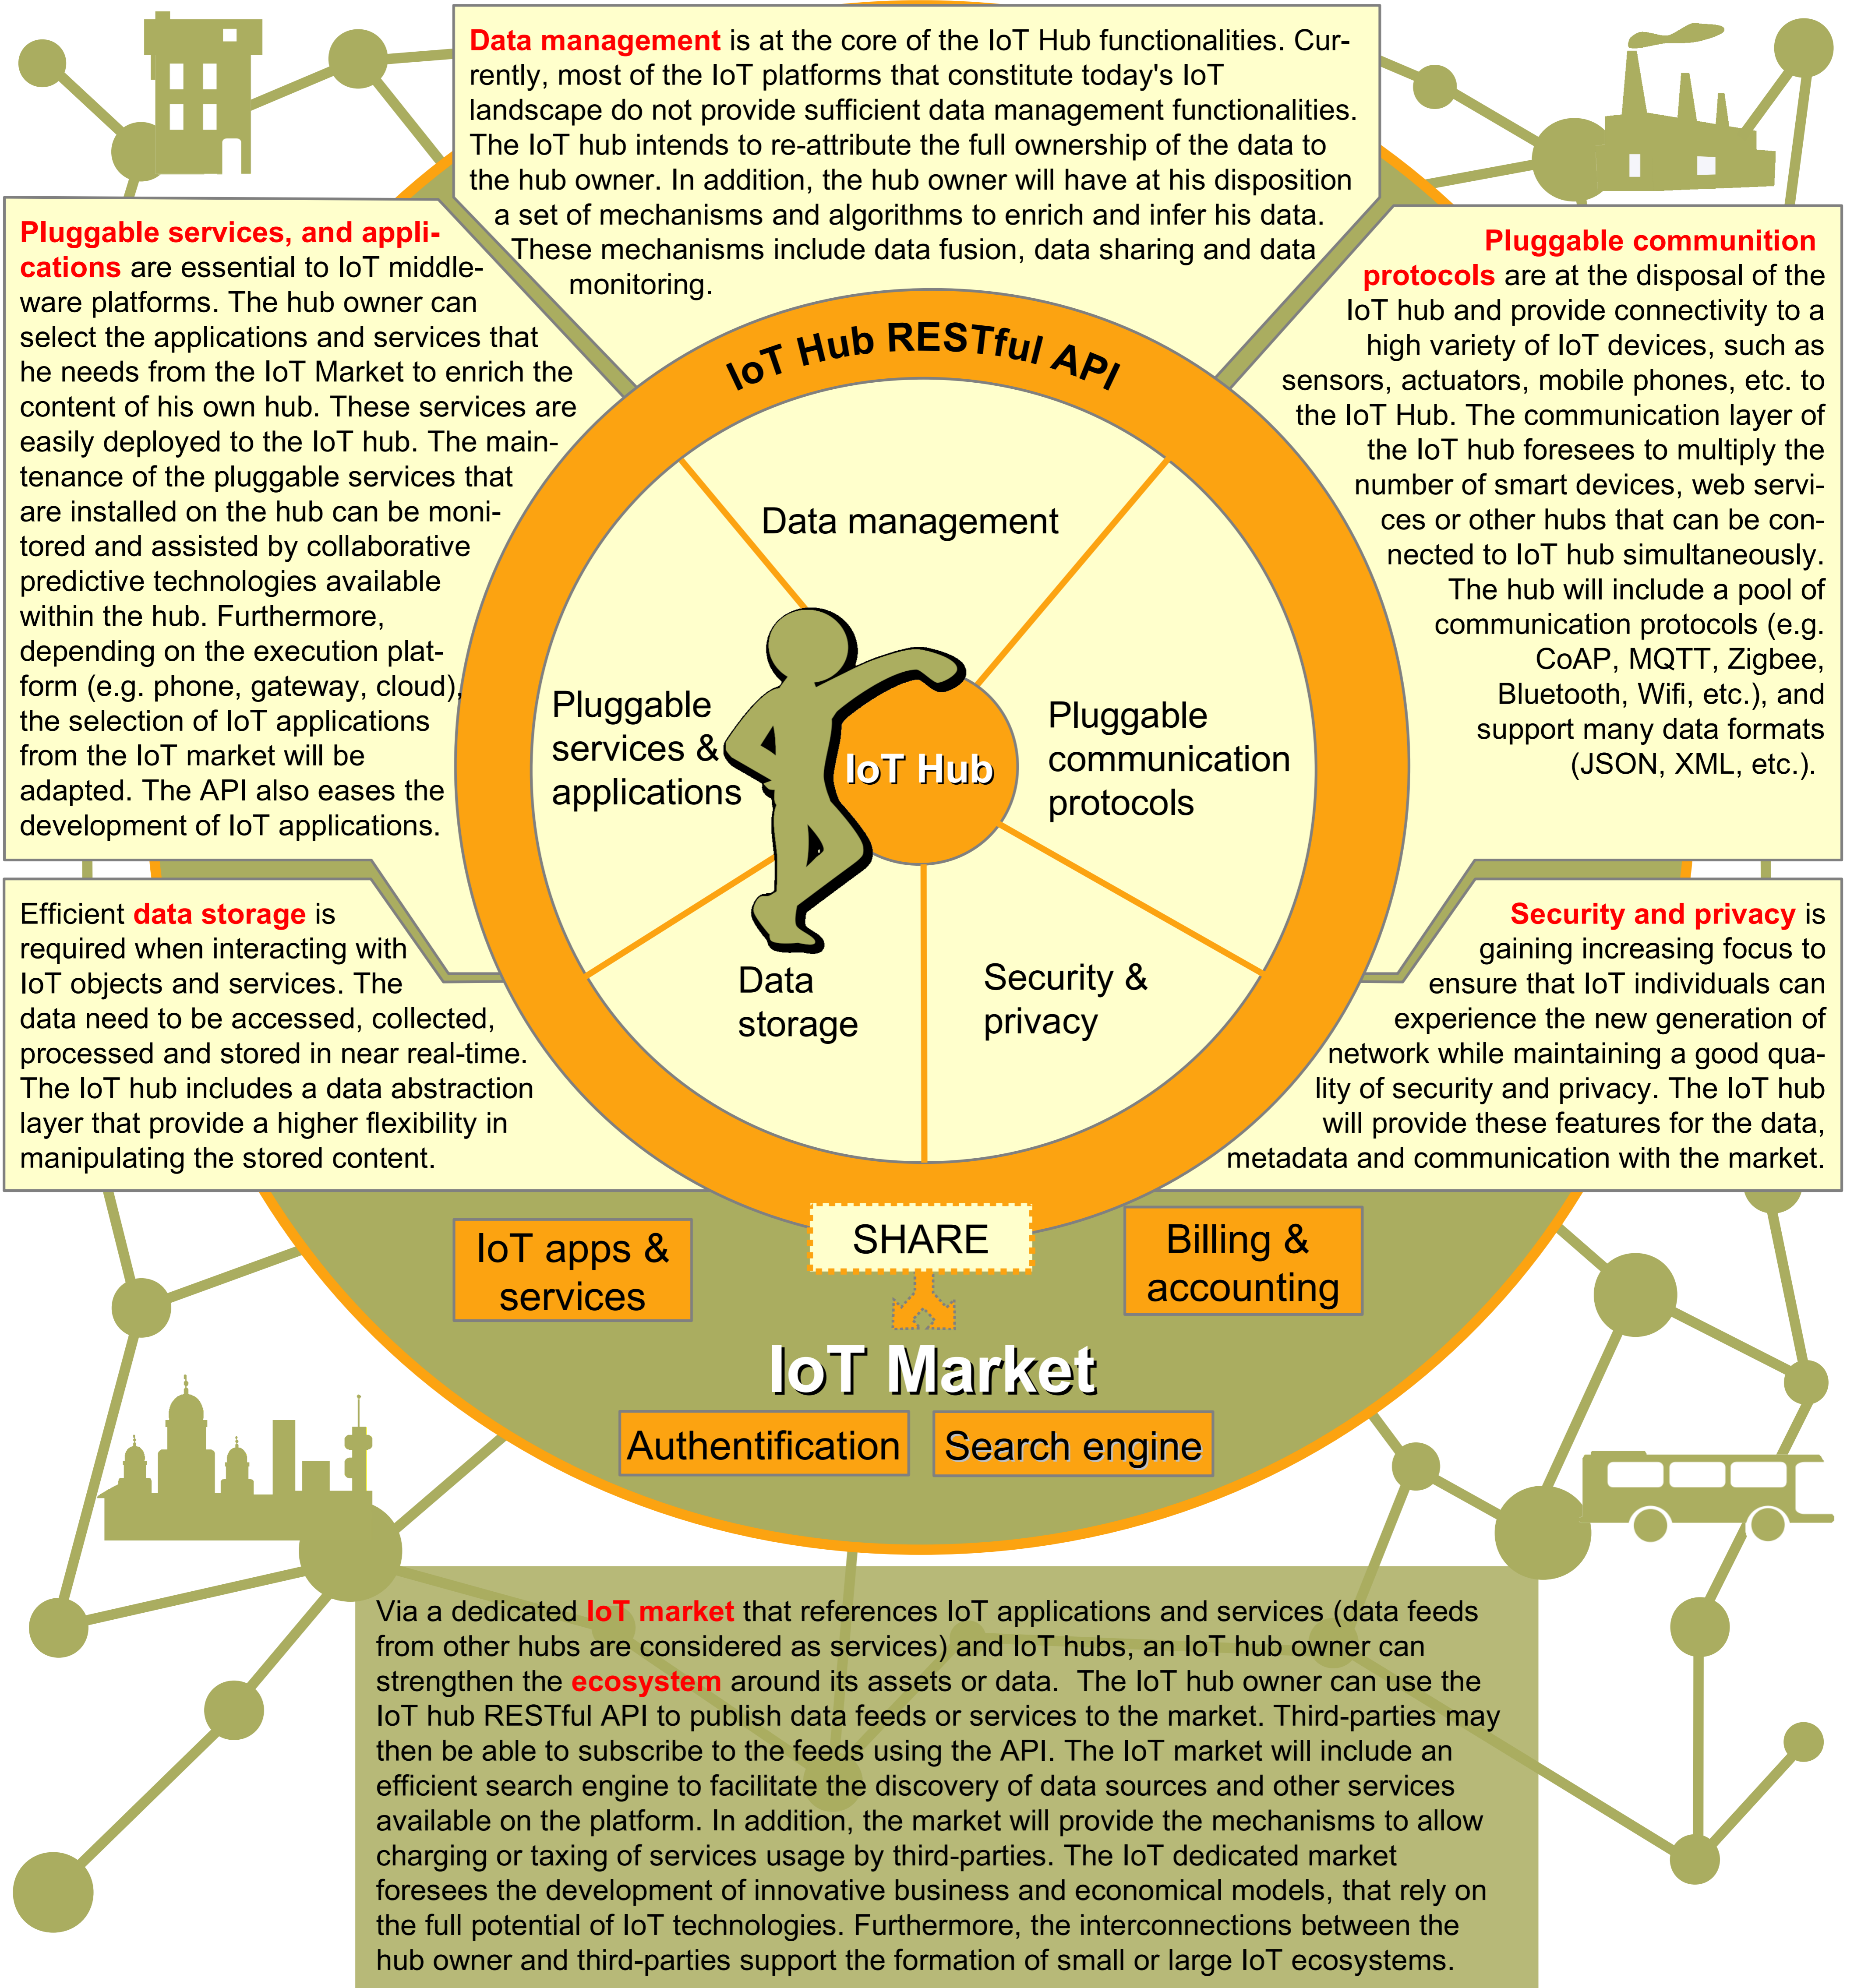 Data management is at the core of the IoT Hub functionalities. Cur-
rently, most of the IoT platforms that constitute today's IoT
landscape do not provide sufficient data management functionalities.
The IoT hub intends to re-attribute the full ownership of the data to
the hub owner. In addition, the hub owner will have at his disposition
a set of mechanisms and algorithms to enrich and infer his data.
These mechanisms include data fusion, data sharing and data
monitoring.
Pluggable services, and appli-
cations are essential to IoT middle-
ware platforms. The hub owner can
select the applications and services that
he needs from the IoT Market to enrich the
content of his own hub. These services are
easily deployed to the IoT hub. The main-
tenance of the pluggable services that
are installed on the hub can be moni-
tored and assisted by collaborative
predictive technologies available
within the hub. Furthermore,
depending on the execution plat-
form (e.g. phone, gateway, cloud),
the selection of IoT applications
from the IoT market will be
adapted. The API also eases the
development of IoT applications.
Pluggable communition
protocols are at the disposal of the
IoT hub and provide connectivity to a
high variety of IoT devices, such as
sensors, actuators, mobile phones, etc. to
the IoT Hub. The communication layer of
the IoT hub foresees to multiply the
number of smart devices, web servi-
ces or other hubs that can be con-
nected to IoT hub simultaneously.
The hub will include a pool of
communication protocols (e.g.
CoAP, MQTT, Zigbee,
Bluetooth, Wifi, etc.), and
support many data formats
(JSON, XML, etc.).
IoT Hub RESTful API
Data management
Pluggable
services &
applications
IoT Hub
Pluggable
communication
protocols
Data
storage
Security &
privacy
Efficient data storage is
required when interacting with
IoT objects and services. The
data need to be accessed, collected,
processed and stored in near real-time.
The IoT hub includes a data abstraction
layer that provide a higher flexibility in
manipulating the stored content.
Security and privacy is
gaining increasing focus to
ensure that IoT individuals can
experience the new generation of
network while maintaining a good qua-
lity of security and privacy. The IoT hub
will provide these features for the data,
metadata and communication with the market.
IoT apps &
services
SHARE
Billing &
accounting
IoT Market
Authentification
Search engine
Via a dedicated IoT market that references IoT applications and services (data feeds
from other hubs are considered as services) and IoT hubs, an IoT hub owner can
strengthen the ecosystem around its assets or data. The IoT hub owner can use the
IoT hub RESTful API to publish data feeds or services to the market. Third-parties may
then be able to subscribe to the feeds using the API. The IoT market will include an
efficient search engine to facilitate the discovery of data sources and other services
available on the platform. In addition, the market will provide the mechanisms to allow
charging or taxing of services usage by third-parties. The IoT dedicated market
foresees the development of innovative business and economical models, that rely on
the full potential of IoT technologies. Furthermore, the interconnections between the
hub owner and third-parties support the formation of small or large IoT ecosystems.